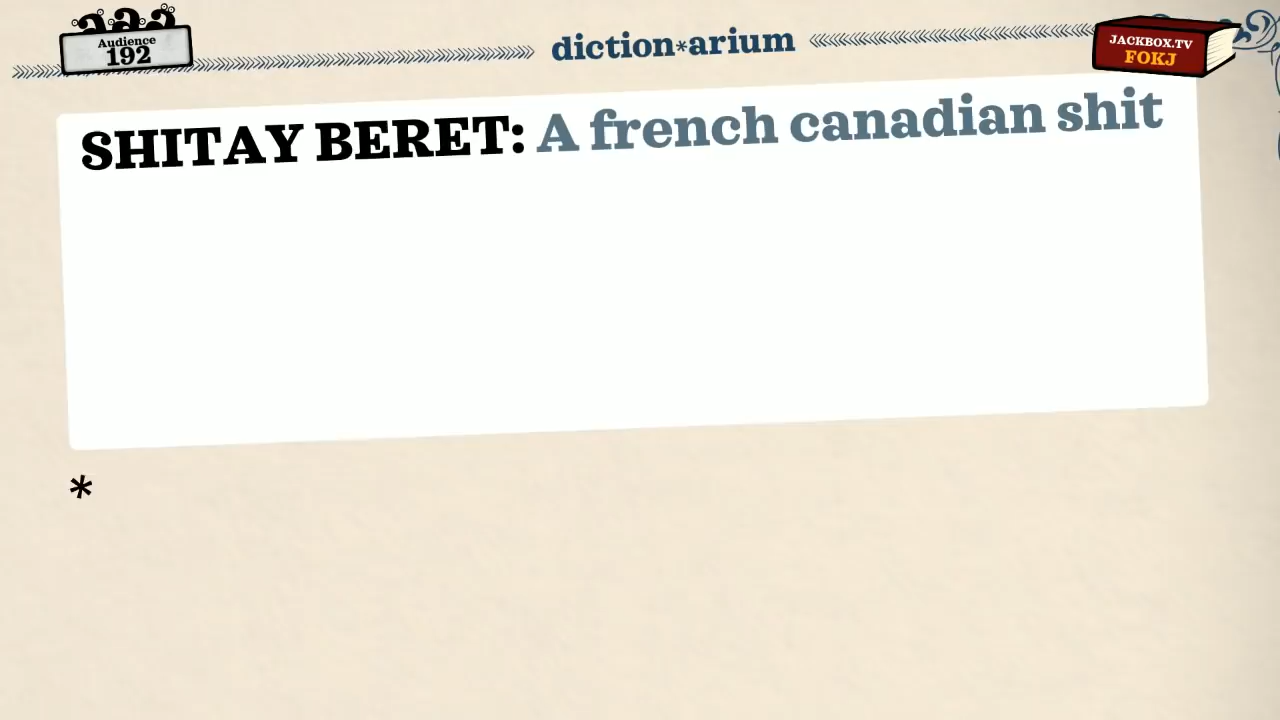 Audience
192
diction*arium
JACKBOX.TV
FOKJ
SHITAY BERET: A french canadian shit
*